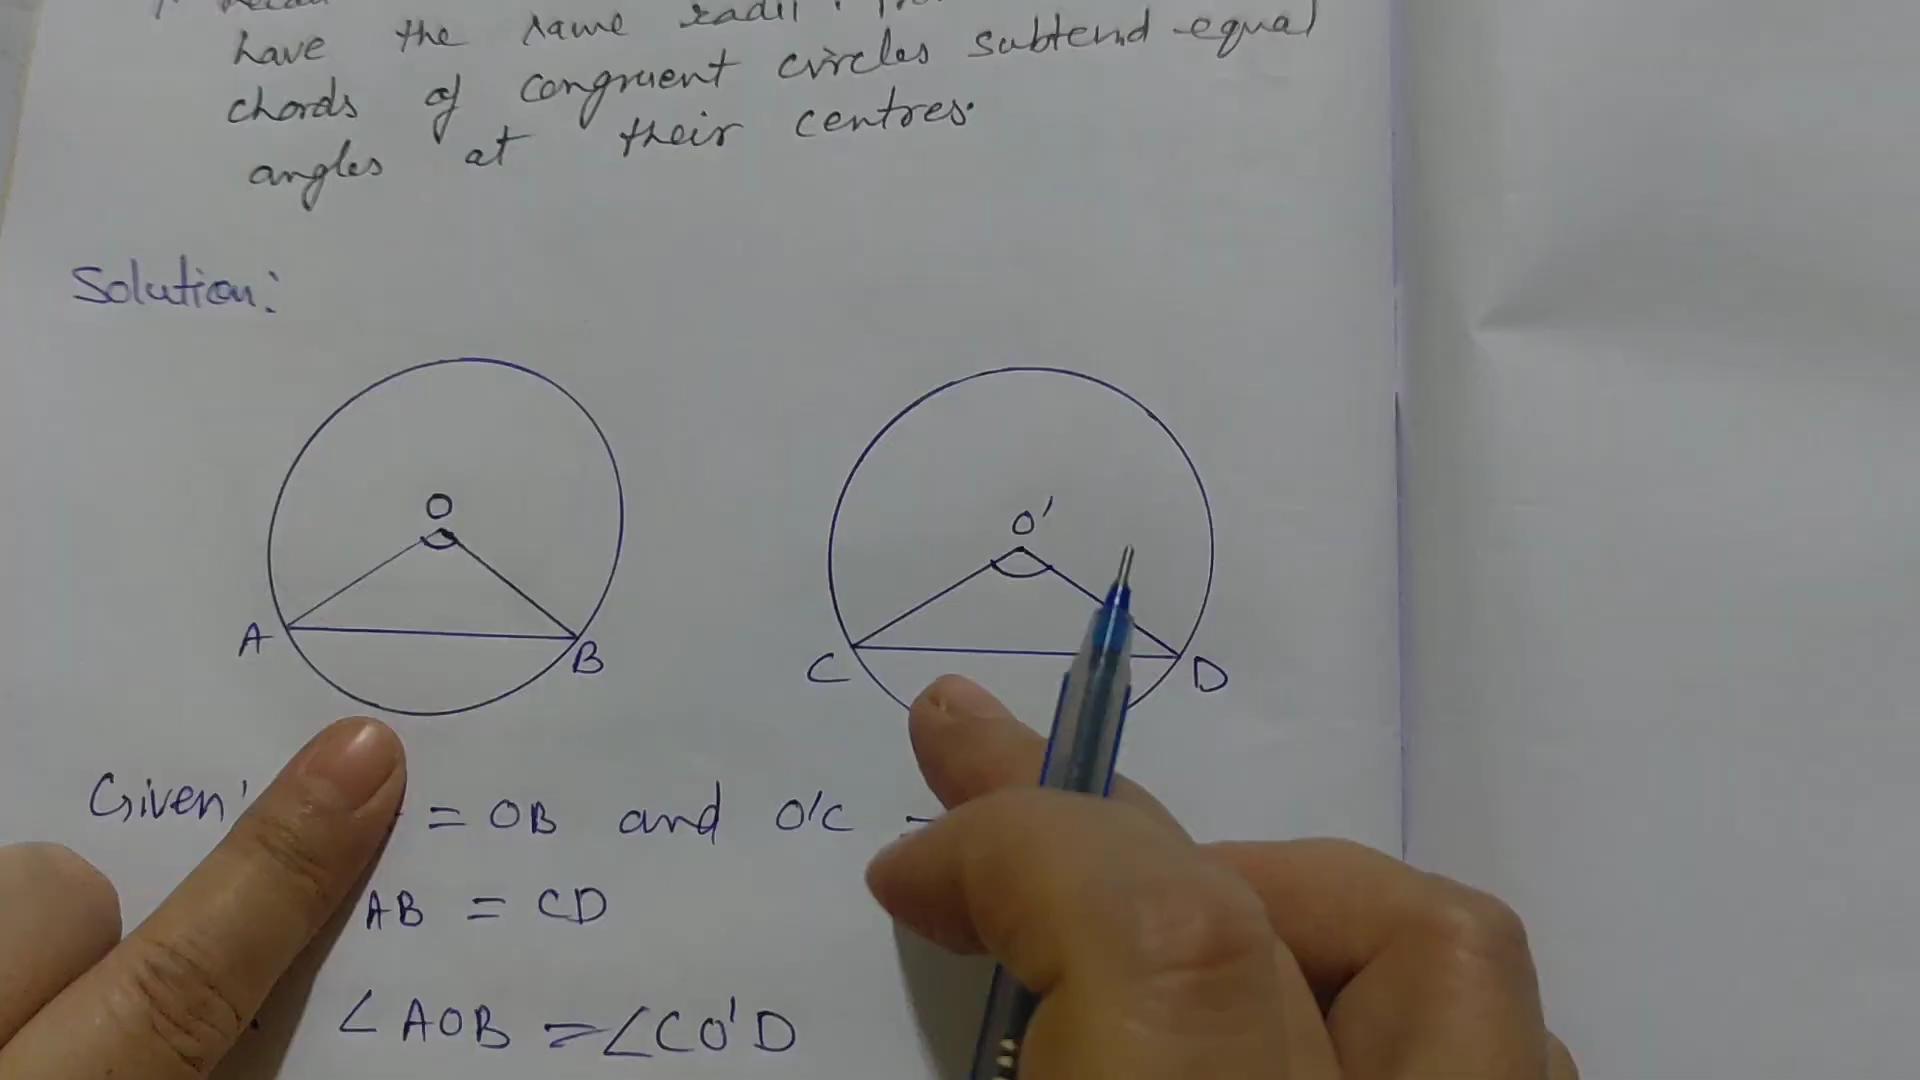 have the same radii
chords of congruent circles subtend equal
angles at their centres.
Solution:
O
O'
A
B
C
D
Given: = OB and O'C =
AB = CD
∠AOB = ∠CO'D